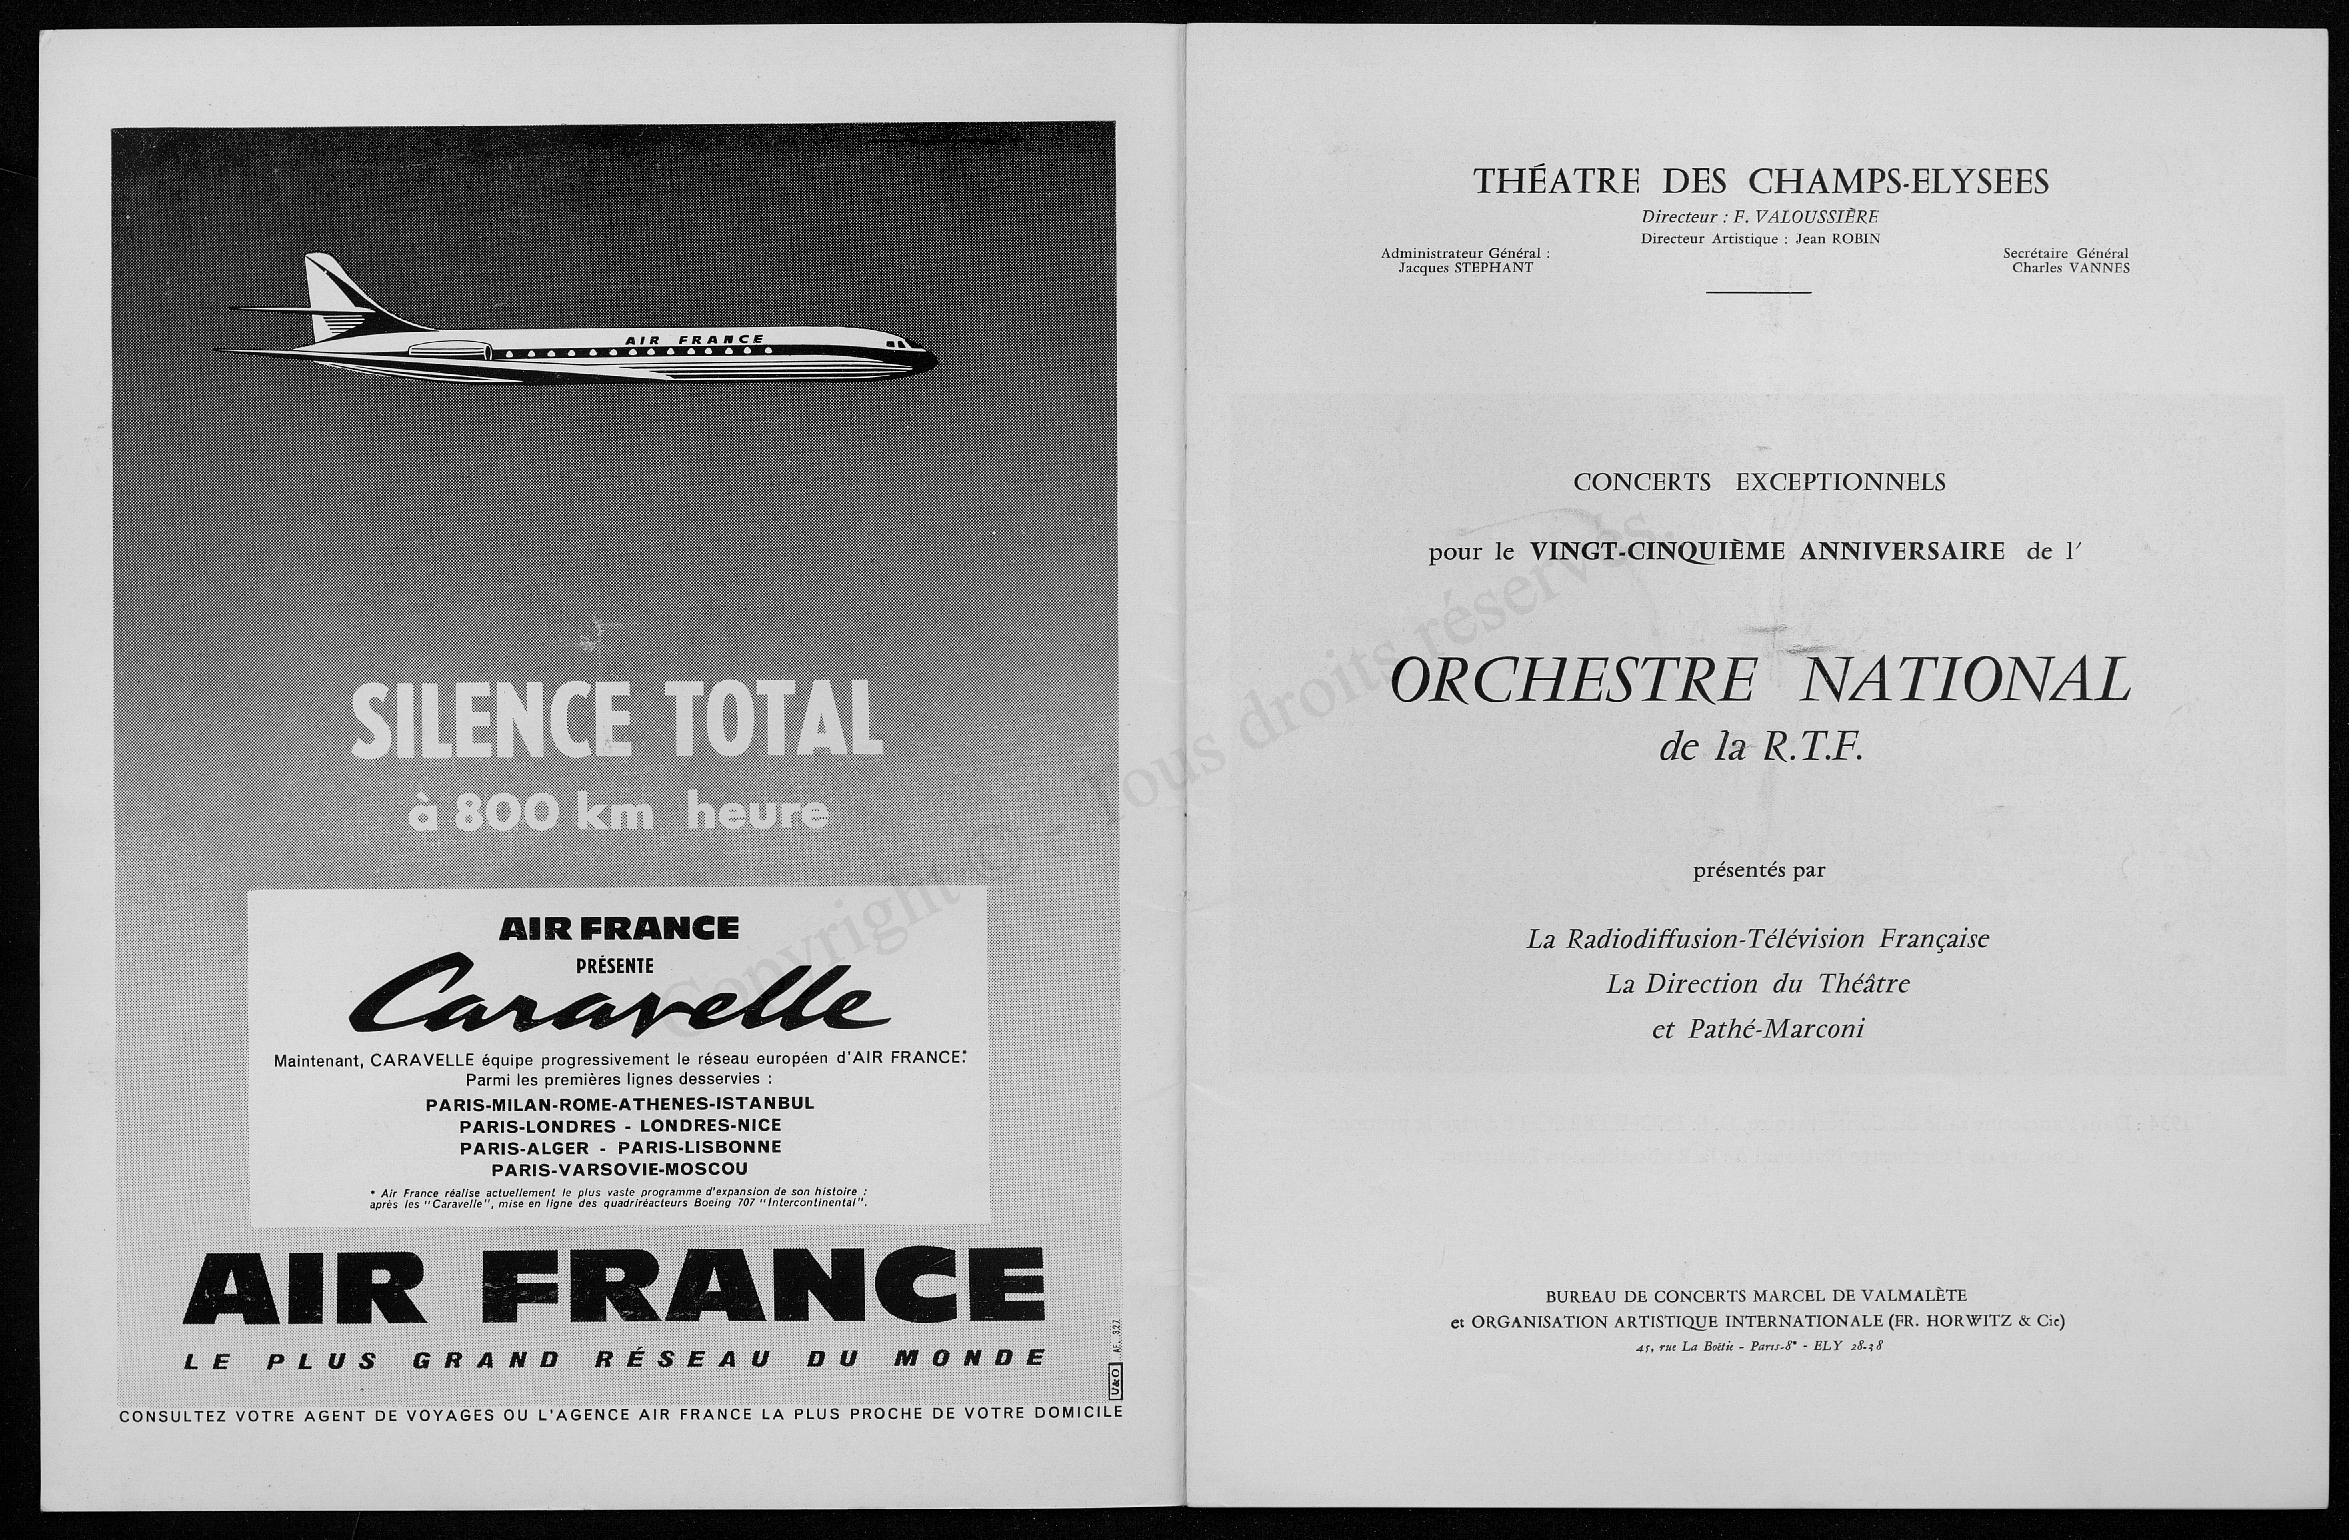 AIR FRANCE
SILENCE TOTAL
à 800 km heure
AIR FRANCE
PRÉSENTE
Caravelle
Maintenant, CARAVELLE équipe progressivement le réseau européen d'AIR FRANCE.*
Parmi les premières lignes desservies :
PARIS-MILAN-ROME-ATHENES-ISTANBUL
PARIS-LONDRES - LONDRES-NICE
PARIS-ALGER - PARIS-LISBONNE
PARIS-VARSOVIE-MOSCOU
* Air France réalise actuellement le plus vaste programme d'expansion de son histoire :
après les "Caravelle", mise en ligne des quadriréacteurs Boeing 707 "Intercontinental".
AIR FRANCE
LE PLUS GRAND RÉSEAU DU MONDE
U&O AF. 327
CONSULTEZ VOTRE AGENT DE VOYAGES OU L'AGENCE AIR FRANCE LA PLUS PROCHE DE VOTRE DOMICILE
THÉATRE DES CHAMPS-ELYSEES
Directeur : F. VALOUSSIÈRE
Directeur Artistique : Jean ROBIN
Administrateur Général :
Jacques STEPHANT
Secrétaire Général
Charles VANNES
CONCERTS EXCEPTIONNELS
pour le VINGT-CINQUIÈME ANNIVERSAIRE de l'
ORCHESTRE NATIONAL
de la R.T.F.
présentés par
La Radiodiffusion-Télévision Française
La Direction du Théâtre
et Pathé-Marconi
BUREAU DE CONCERTS MARCEL DE VALMALÈTE
et ORGANISATION ARTISTIQUE INTERNATIONALE (FR. HORWITZ & Cie)
45, rue La Boëtie - Paris-8e - ELY 28-38
Copyright © - Tous droits réservés.